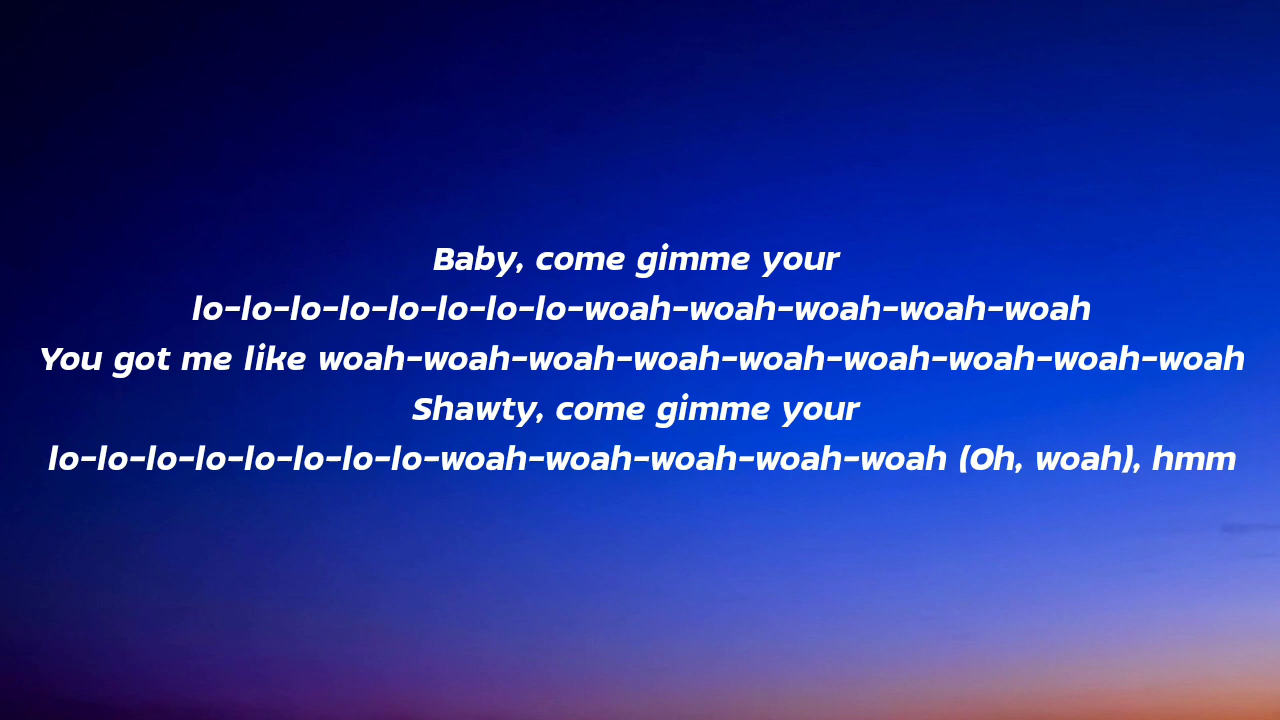 Baby, come gimme your
lo-lo-lo-lo-lo-lo-lo-lo-woah-woah-woah-woah-woah
You got me like woah-woah-woah-woah-woah-woah-woah-woah-woah
Shawty, come gimme your
lo-lo-lo-lo-lo-lo-lo-lo-woah-woah-woah-woah-woah (Oh, woah), hmm